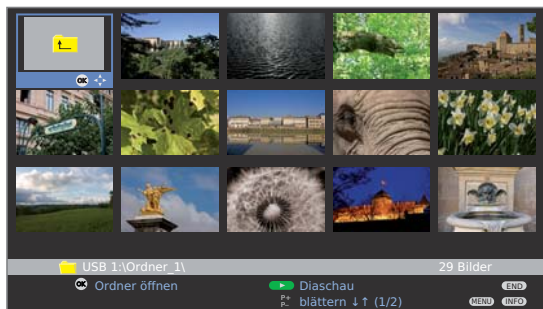 OK
USB 1:\Ordner_1\ 29 Bilder
OK Ordner öffnen Diaschau END
P+ P- blättern ↓↑ (1/2) MENU INFO